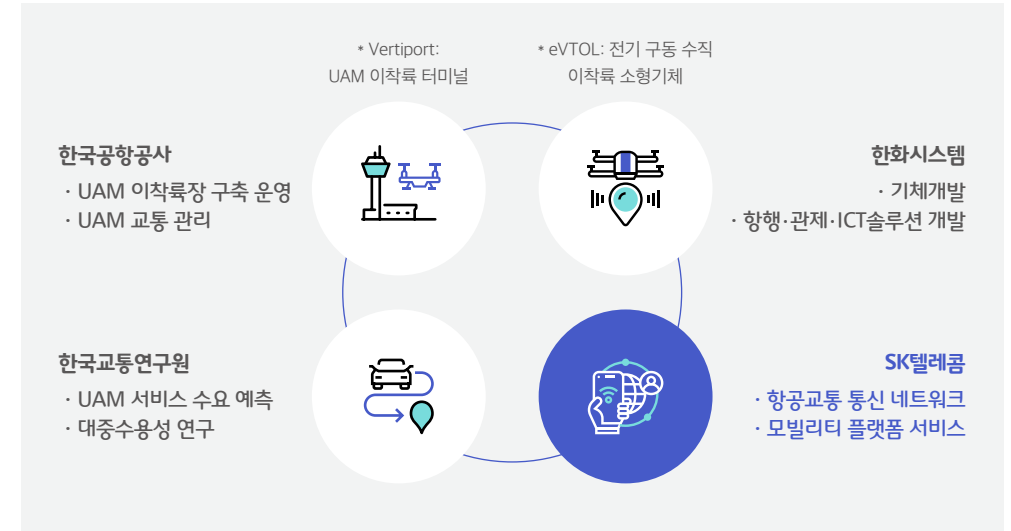 * Vertiport:
UAM 이착륙 터미널
* eVTOL: 전기 구동 수직
이착륙 소형기체
한국공항공사
· UAM 이착륙장 구축 운영
· UAM 교통 관리
한화시스템
· 기체개발
· 항행·관제·ICT솔루션 개발
한국교통연구원
· UAM 서비스 수요 예측
· 대중수용성 연구
SK텔레콤
· 항공교통 통신 네트워크
· 모빌리티 플랫폼 서비스